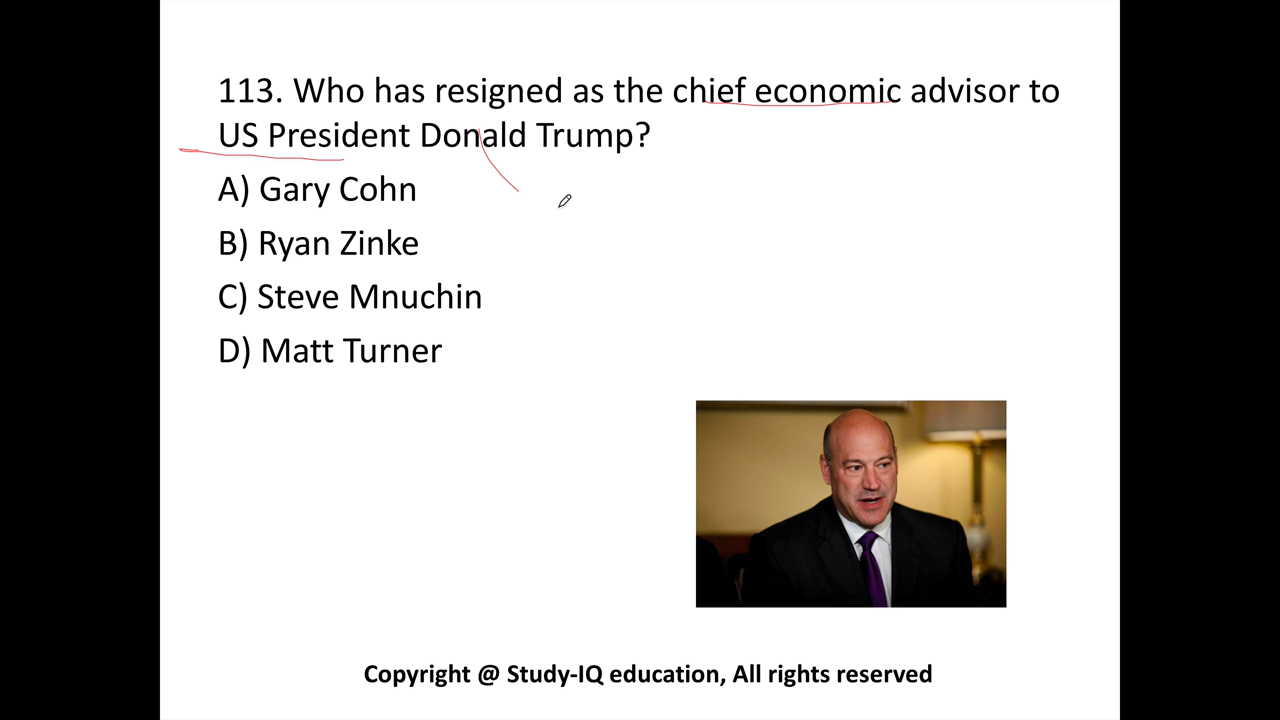 113. Who has resigned as the chief economic advisor to
US President Donald Trump?
A) Gary Cohn
B) Ryan Zinke
C) Steve Mnuchin
D) Matt Turner
Copyright @ Study-IQ education, All rights reserved